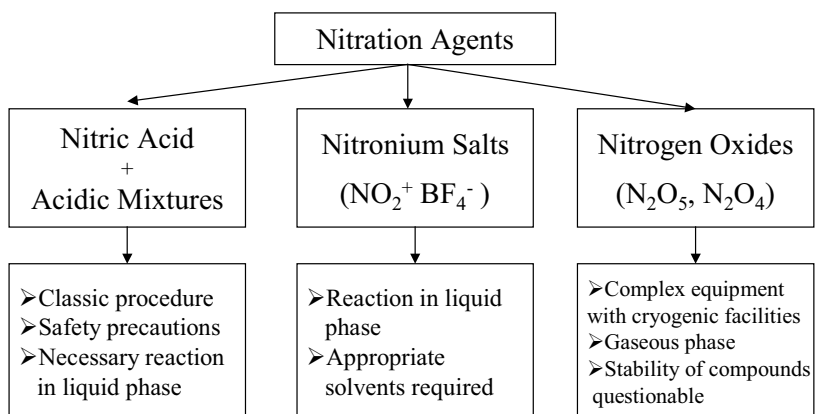 Nitration Agents
Nitric Acid
+
Acidic Mixtures
Nitronium Salts
(NO₂⁺ BF₄⁻ )
Nitrogen Oxides
(N₂O₅, N₂O₄)
➢Classic procedure
➢Safety precautions
➢Necessary reaction
in liquid phase
➢Reaction in liquid
phase
➢Appropriate
solvents required
➢Complex equipment
with cryogenic facilities
➢Gaseous phase
➢Stability of compounds
questionable